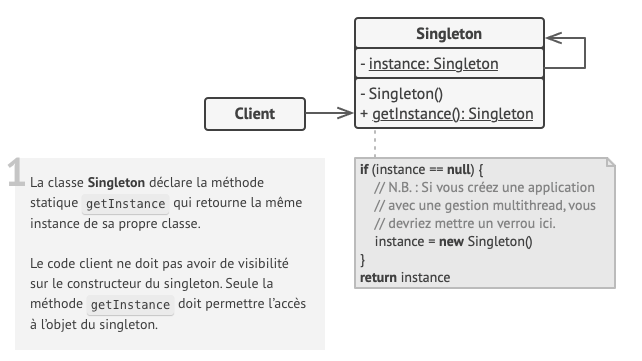 Singleton
- instance: Singleton
- Singleton()
+ getInstance(): Singleton
Client
1
La classe Singleton déclare la méthode
statique getInstance qui retourne la même
instance de sa propre classe.
Le code client ne doit pas avoir de visibilité
sur le constructeur du singleton. Seule la
méthode getInstance doit permettre l’accès
à l’objet du singleton.
if (instance == null) {
// N.B. : Si vous créez une application
// avec une gestion multithread, vous
// devriez mettre un verrou ici.
instance = new Singleton()
}
return instance